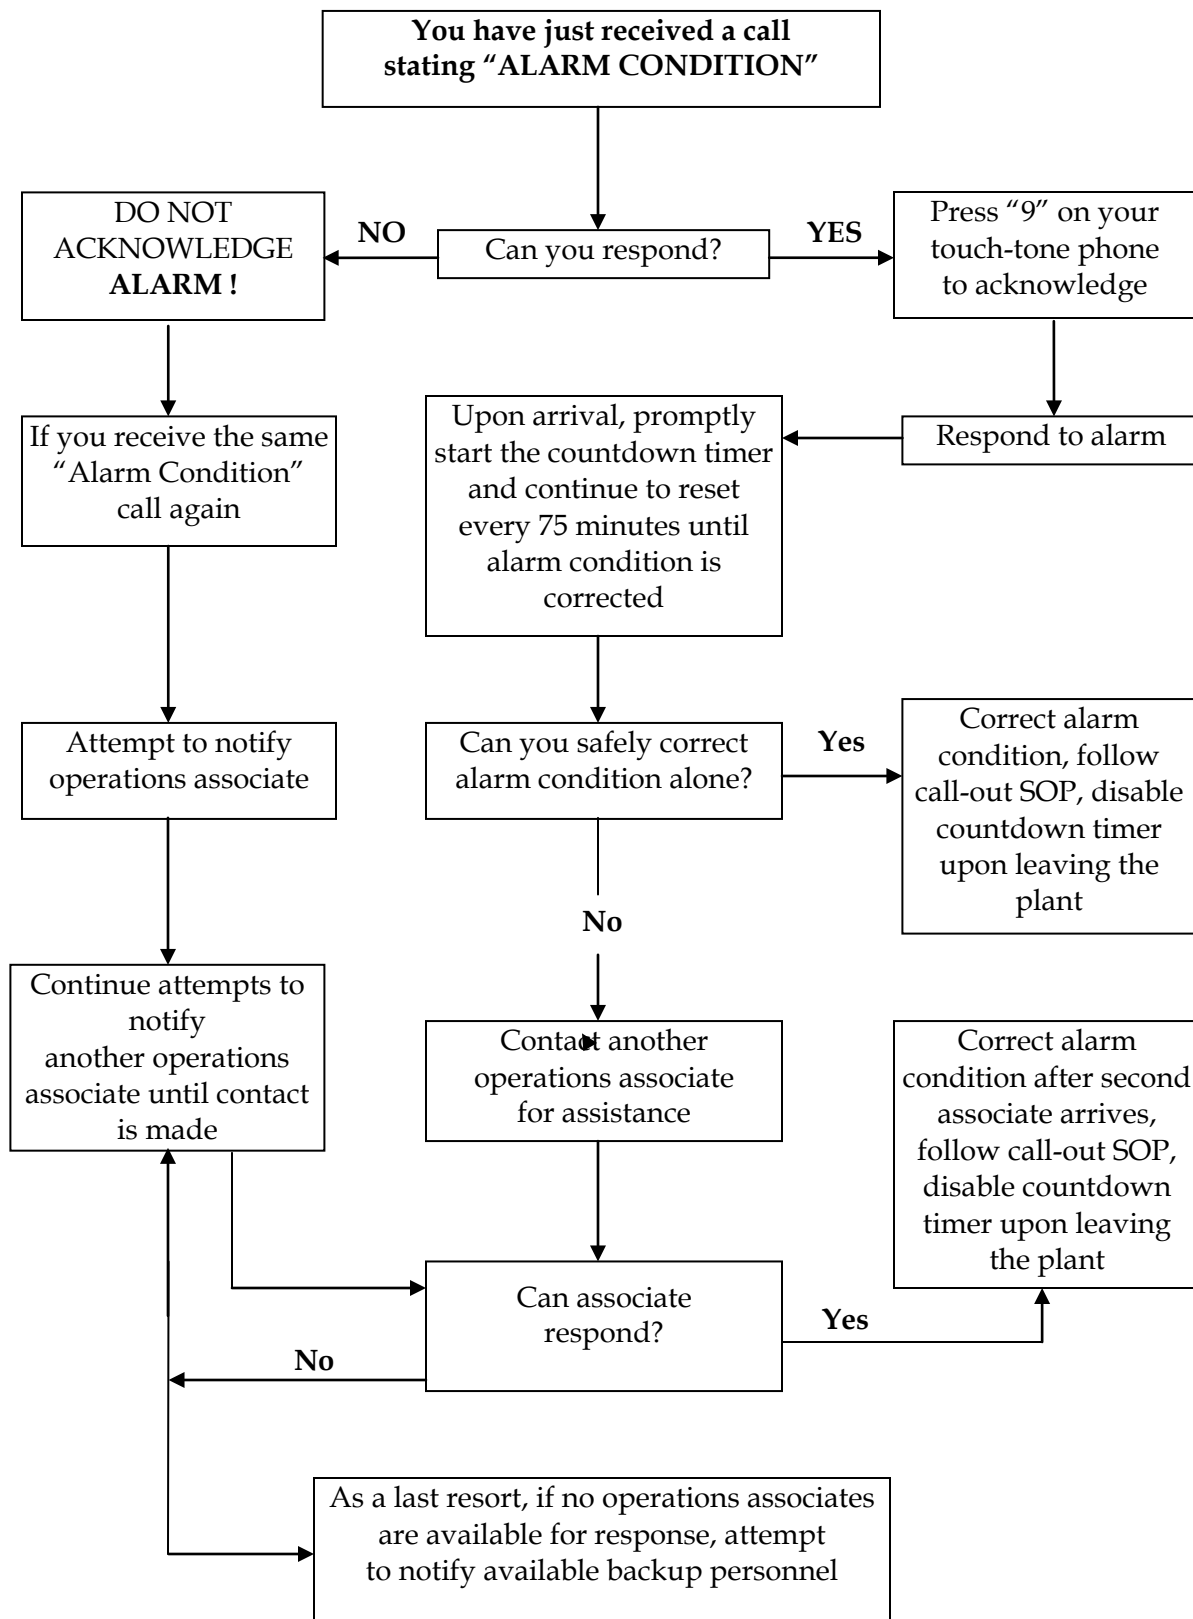 You have just received a call
stating “ALARM CONDITION”
DO NOT
ACKNOWLEDGE
ALARM !
NO
Can you respond?
YES
Press “9” on your
touch-tone phone
to acknowledge
If you receive the same
“Alarm Condition”
call again
Upon arrival, promptly
start the countdown timer
and continue to reset
every 75 minutes until
alarm condition is
corrected
Respond to alarm
Attempt to notify
operations associate
Can you safely correct
alarm condition alone?
Yes
Correct alarm
condition, follow
call-out SOP, disable
countdown timer
upon leaving the
plant
No
Continue attempts to
notify
another operations
associate until contact
is made
Contact another
operations associate
for assistance
Correct alarm
condition after second
associate arrives,
follow call-out SOP,
disable countdown
timer upon leaving
the plant
Can associate
respond?
Yes
No
As a last resort, if no operations associates
are available for response, attempt
to notify available backup personnel